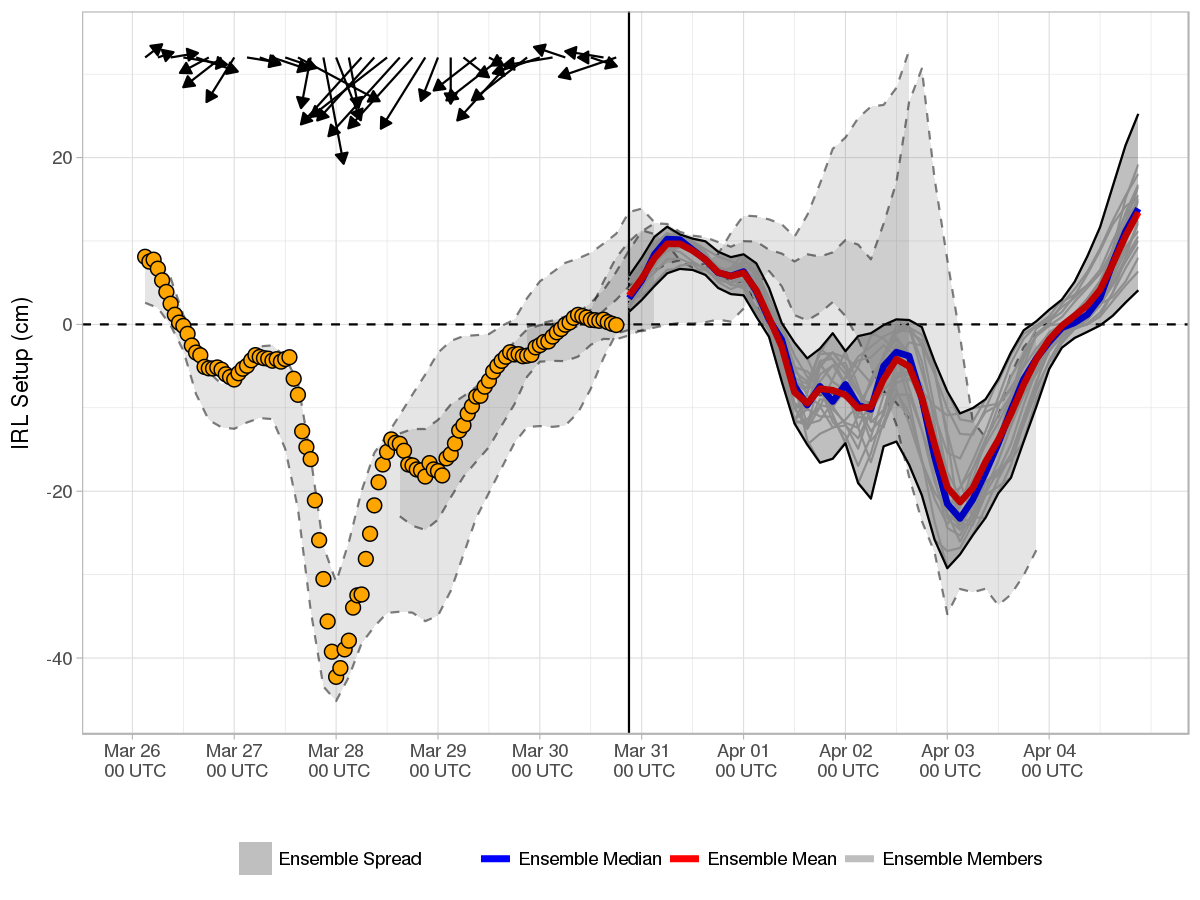 IRL Setup (cm)
20
0
-20
-40
Mar 26 Mar 27 Mar 28 Mar 29 Mar 30 Mar 31 Apr 01 Apr 02 Apr 03 Apr 04
00 UTC 00 UTC 00 UTC 00 UTC 00 UTC 00 UTC 00 UTC 00 UTC 00 UTC 00 UTC
Ensemble Spread Ensemble Median Ensemble Mean Ensemble Members